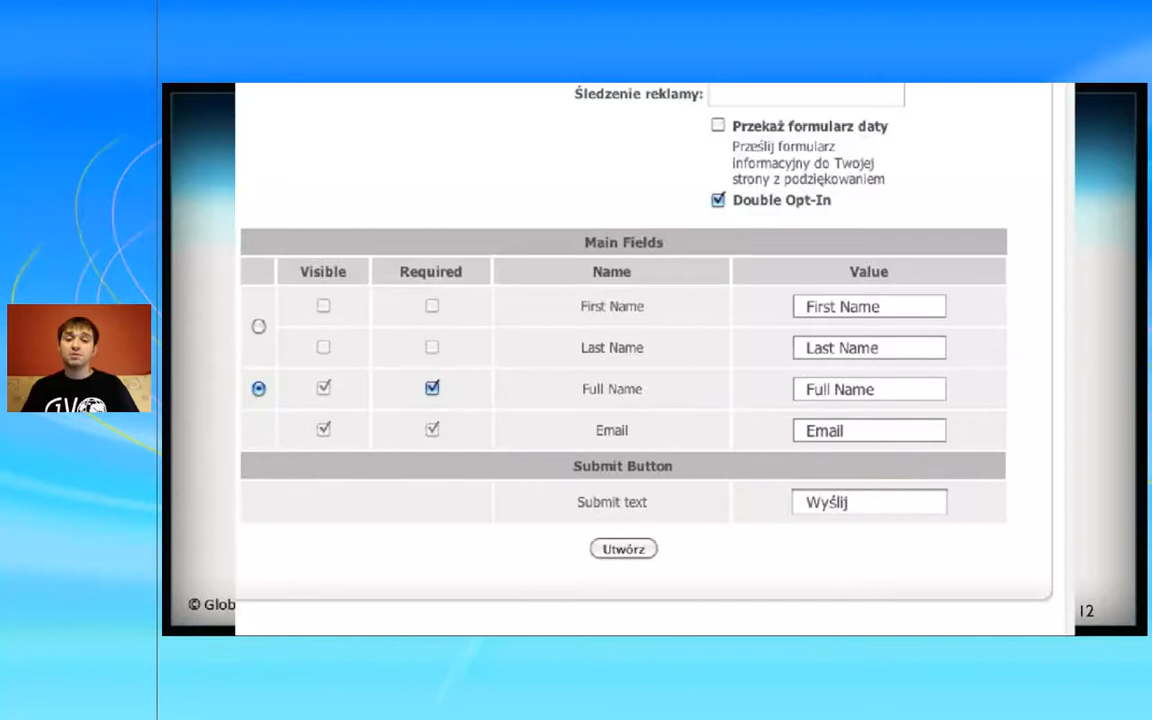 Śledzenie reklamy:
Przekaż formularz daty
Prześlij formularz
informacyjny do Twojej
strony z podziękowaniem
Double Opt-In
Main Fields
Visible Required Name Value
First Name First Name
Last Name Last Name
Full Name Full Name
Email Email
Submit Button
Submit text Wyślij
Utwórz
© Glob
12